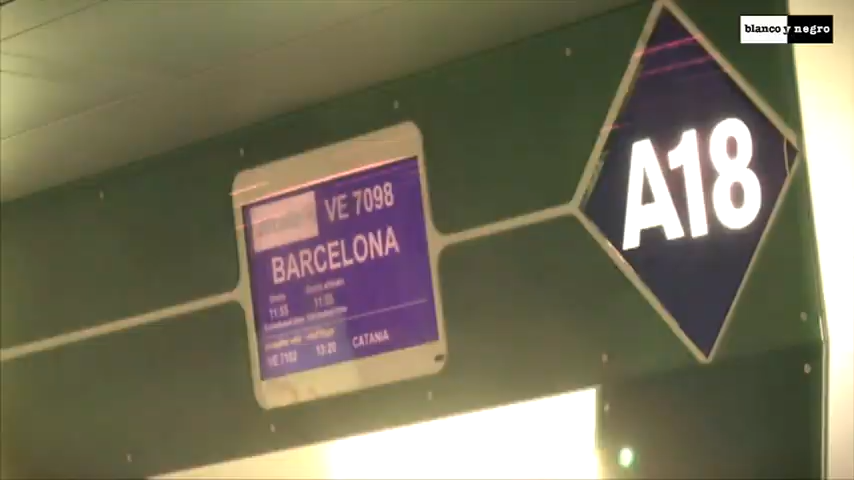 blanco y negro
A18
VE 7098
BARCELONA
11:55 11:55
VE 7102 13:20 CATANIA